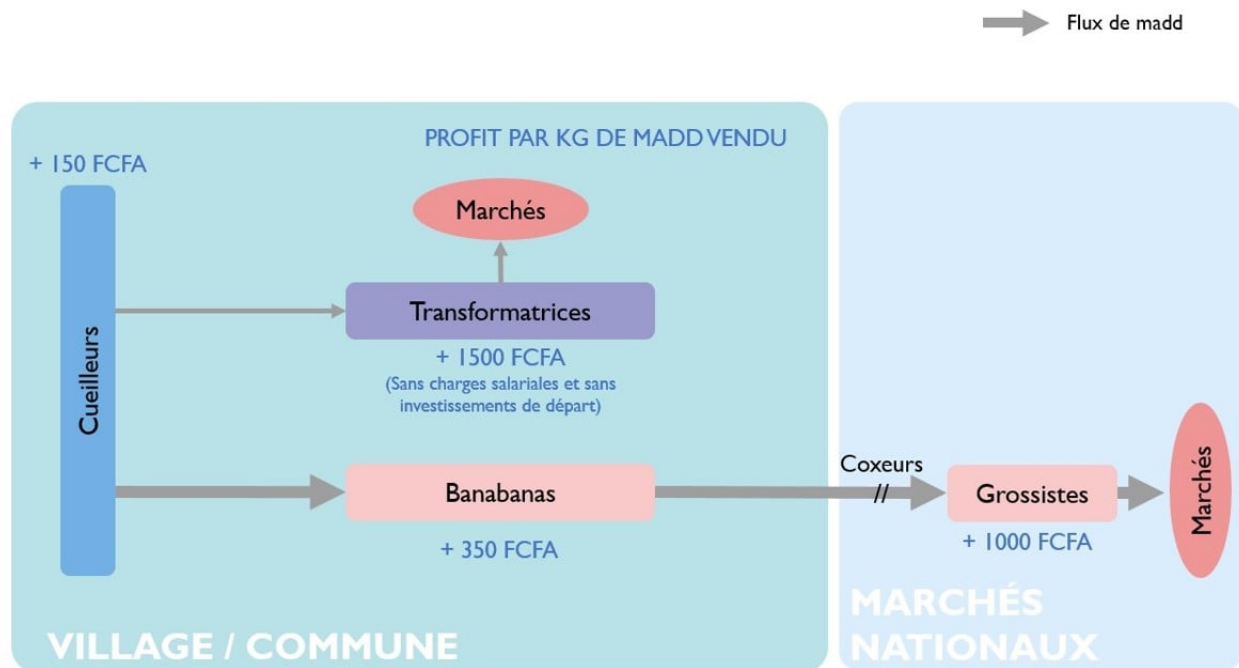 Flux de madd
PROFIT PAR KG DE MADD VENDU
+ 150 FCFA
Marchés
Cueilleurs
Transformatrices
+ 1500 FCFA
(Sans charges salariales et sans
investissements de départ)
Coxeurs
//
Banabanas
+ 350 FCFA
Grossistes
+ 1000 FCFA
Marchés
VILLAGE / COMMUNE
MARCHÉS
NATIONAUX